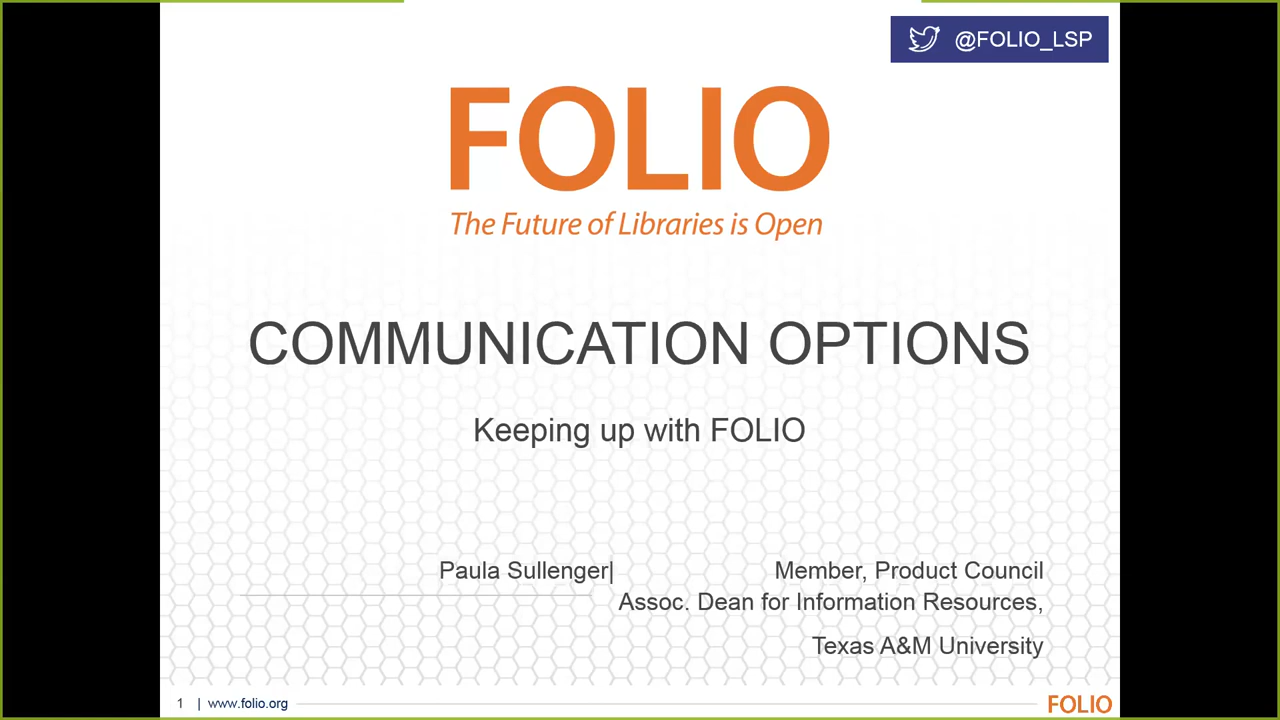 @FOLIO_LSP
FOLIO
The Future of Libraries is Open
COMMUNICATION OPTIONS
Keeping up with FOLIO
Paula Sullenger| Member, Product Council
Assoc. Dean for Information Resources,
Texas A&M University
1 | www.folio.org
FOLIO